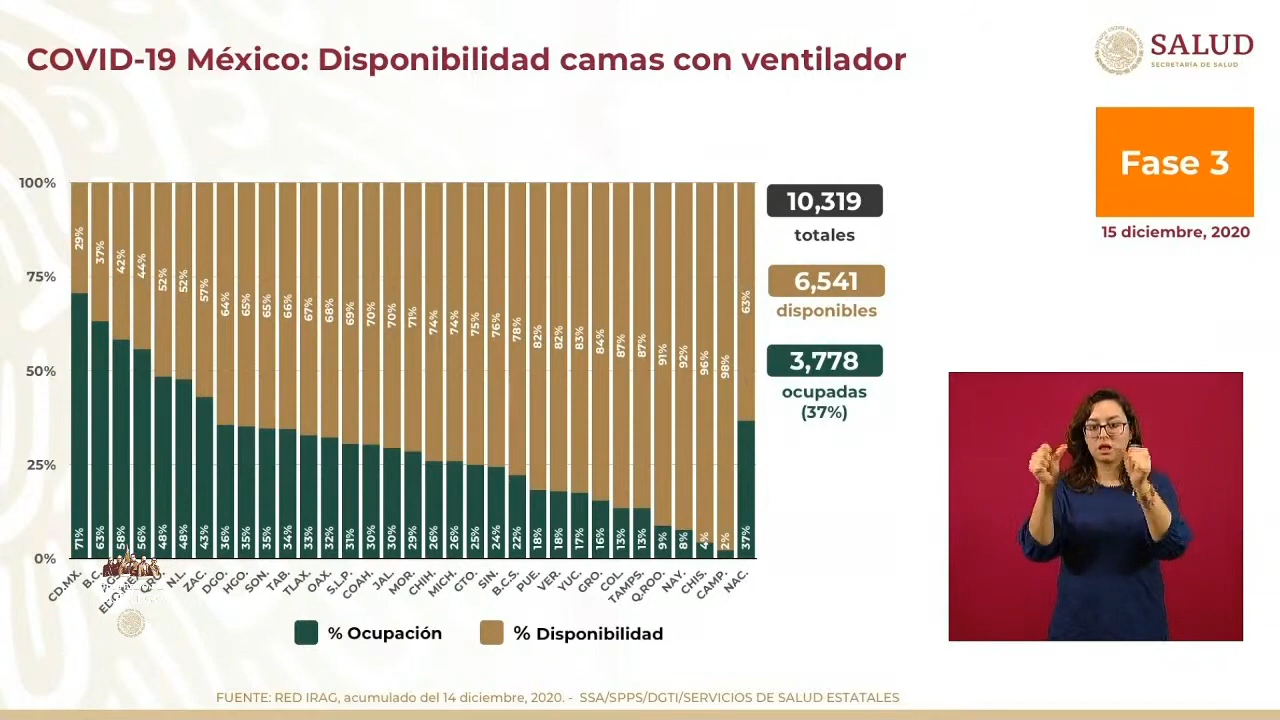 COVID-19 México: Disponibilidad camas con ventilador
SALUD
SECRETARÍA DE SALUD
Fase 3
15 diciembre, 2020
100%
75%
50%
25%
0%
29% 37% 42% 44% 52% 52% 57% 64% 65% 65% 66% 67% 68% 69% 70% 70% 71% 74% 74% 75% 76% 78% 82% 82% 83% 84% 87% 87% 91% 92% 96% 98% 63%
71% 63% 58% 56% 48% 48% 43% 36% 35% 35% 34% 33% 32% 31% 30% 30% 29% 26% 26% 25% 24% 22% 18% 18% 17% 16% 13% 13% 9% 8% 4% 2% 37%
CD.MX. B.C. N.L. ZAC. DGO. HGO. SON. TAB. TLAX. OAX. S.L.P. COAH. JAL. MOR. CHIH. MICH. GTO. SIN. B.C.S. PUE. VER. YUC. GRO. COL. TAMPS. Q.ROO. NAY. CHIS. CAMP. NAC.
10,319
totales
6,541
disponibles
3,778
ocupadas
(37%)
% Ocupación
% Disponibilidad
FUENTE: RED IRAG, acumulado del 14 diciembre, 2020. - SSA/SPPS/DGTI/SERVICIOS DE SALUD ESTATALES